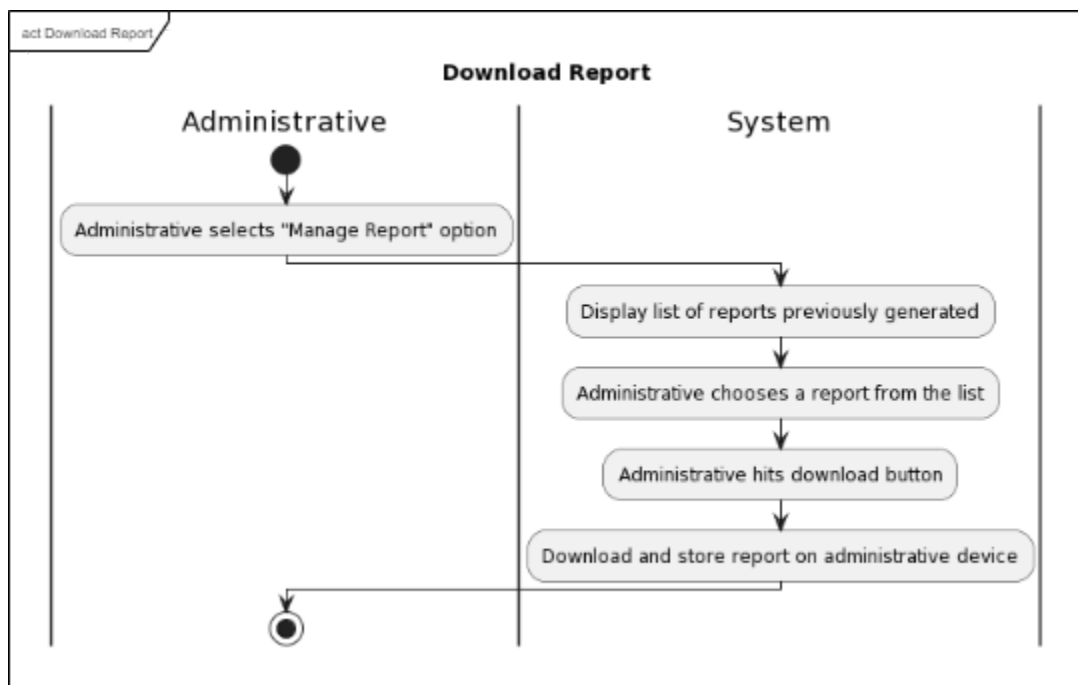 act Download Report
Download Report
Administrative
System
Administrative selects "Manage Report" option
Display list of reports previously generated
Administrative chooses a report from the list
Administrative hits download button
Download and store report on administrative device